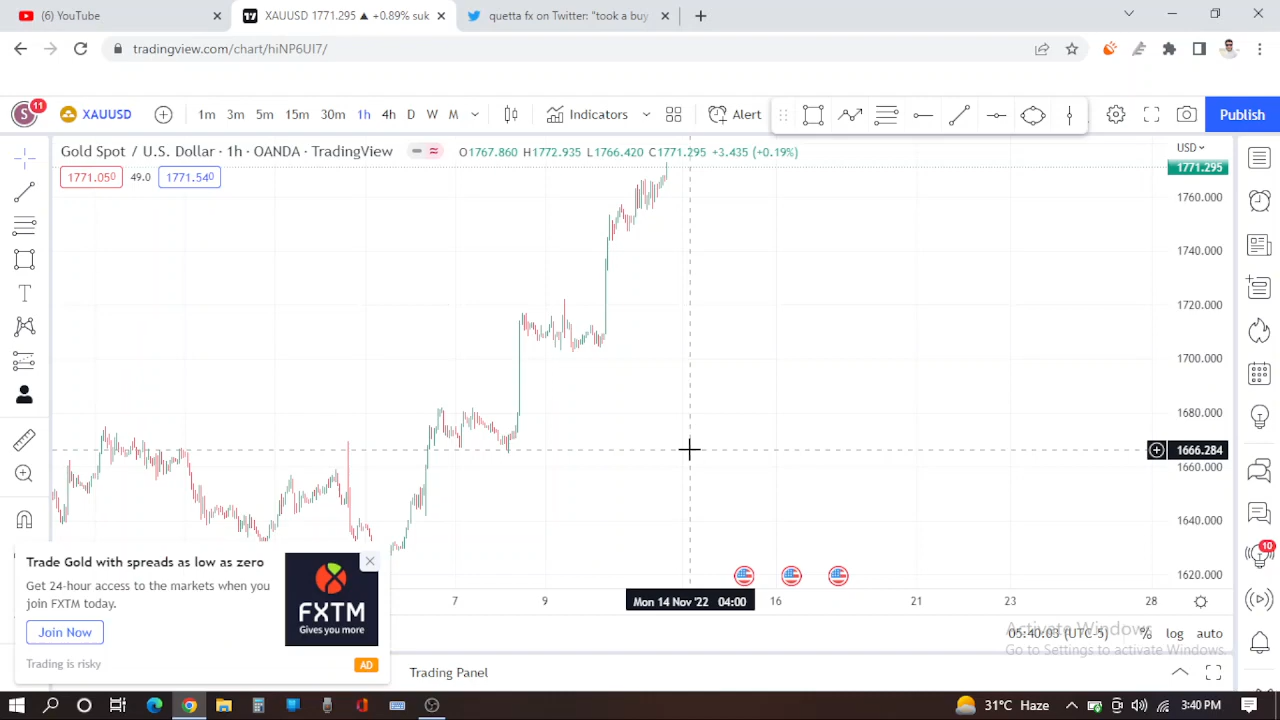 (6) YouTube
XAUUSD 1771.295 ▲ +0.89% suk
quetta fx on Twitter: "took a buy
tradingview.com/chart/hiNP6UI7/
S 11 XAUUSD 1m 3m 5m 15m 30m 1h 4h D W M Indicators Alert Publish
Gold Spot / U.S. Dollar · 1h · OANDA · TradingView O1767.860 H1772.935 L1766.420 C1771.295 +3.435 (+0.19%) USD
1771.295
1771.050 49.0 1771.540
1760.000
1740.000
1720.000
1700.000
1680.000
1666.284
1660.000
1640.000
1620.000
10
Trade Gold with spreads as low as zero
Get 24-hour access to the markets when you
join FXTM today.
Join Now
Trading is risky
AD
FXTM
Gives you more
7 9 Mon 14 Nov '22 04:00 16 21 23 28
05:40:03 (UTC-5) % log auto
Activate Windows
Go to Settings to activate Windows.
Trading Panel
31°C Haze 3:40 PM